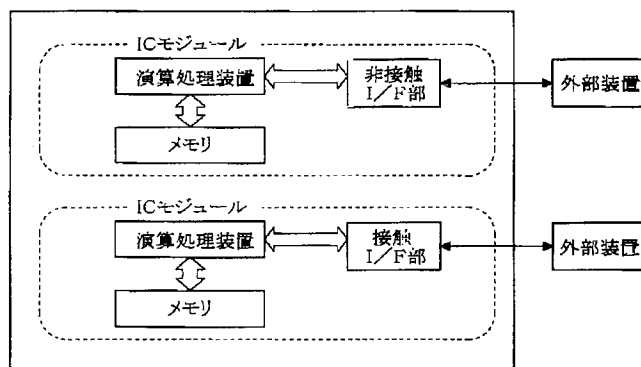 ICモジュール
演算処理装置
非接触
I/F部
外部装置
メモリ
ICモジュール
演算処理装置
接触
I/F部
外部装置
メモリ